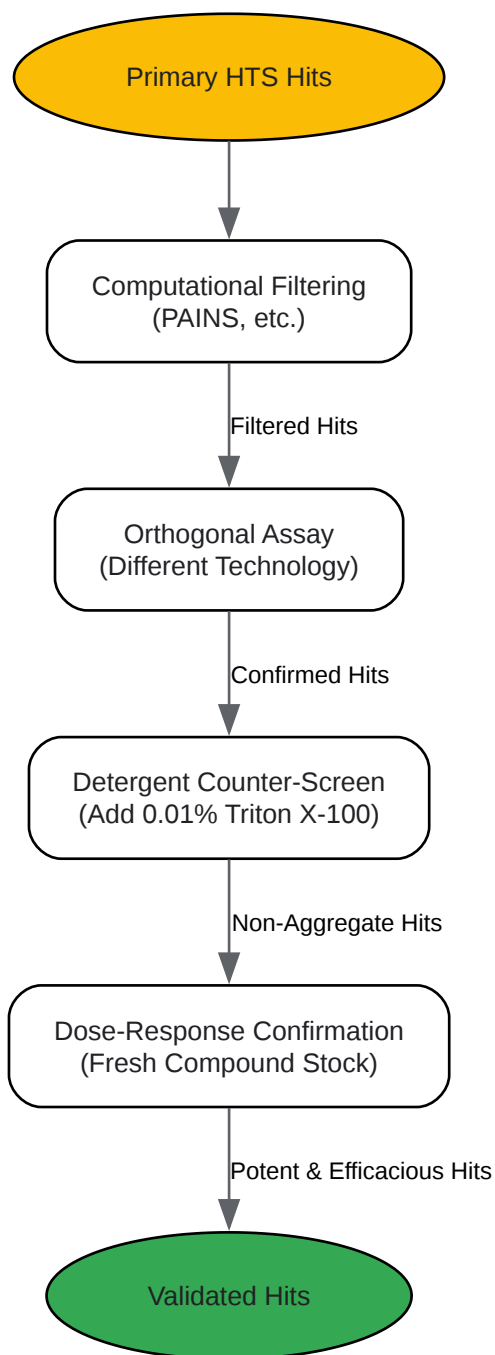 Primary HTS Hits
Computational Filtering
(PAINS, etc.)
Filtered Hits
Orthogonal Assay
(Different Technology)
Confirmed Hits
Detergent Counter-Screen
(Add 0.01% Triton X-100)
Non-Aggregate Hits
Dose-Response Confirmation
(Fresh Compound Stock)
Potent & Efficacious Hits
Validated Hits